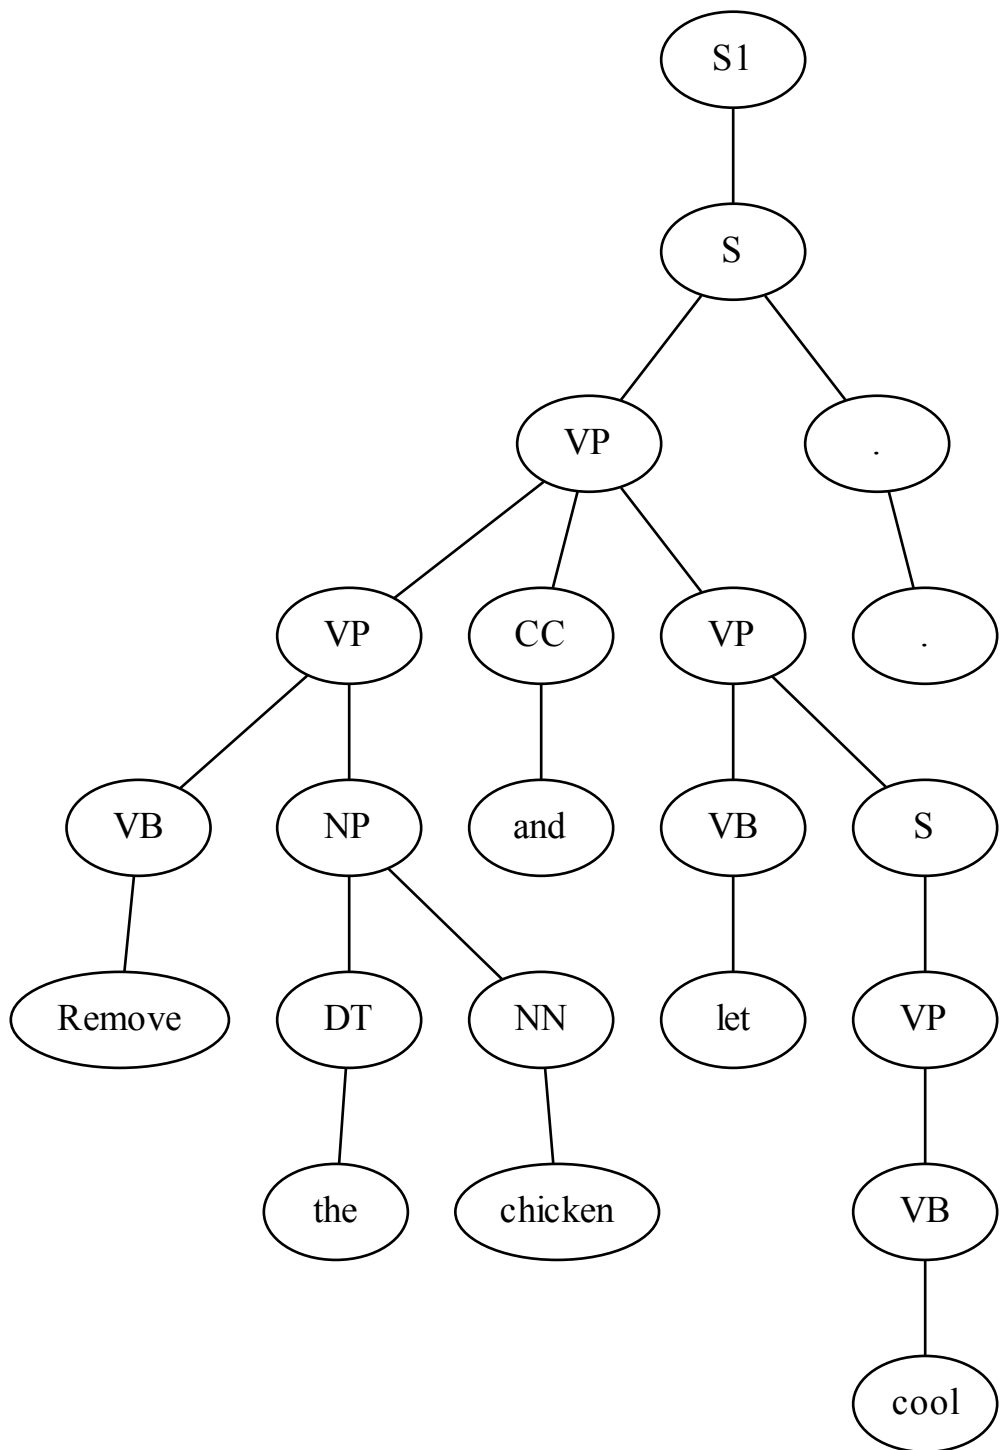 S1
S
VP .
VP CC VP .
VB NP and VB S
Remove DT NN let VP
the chicken VB
cool